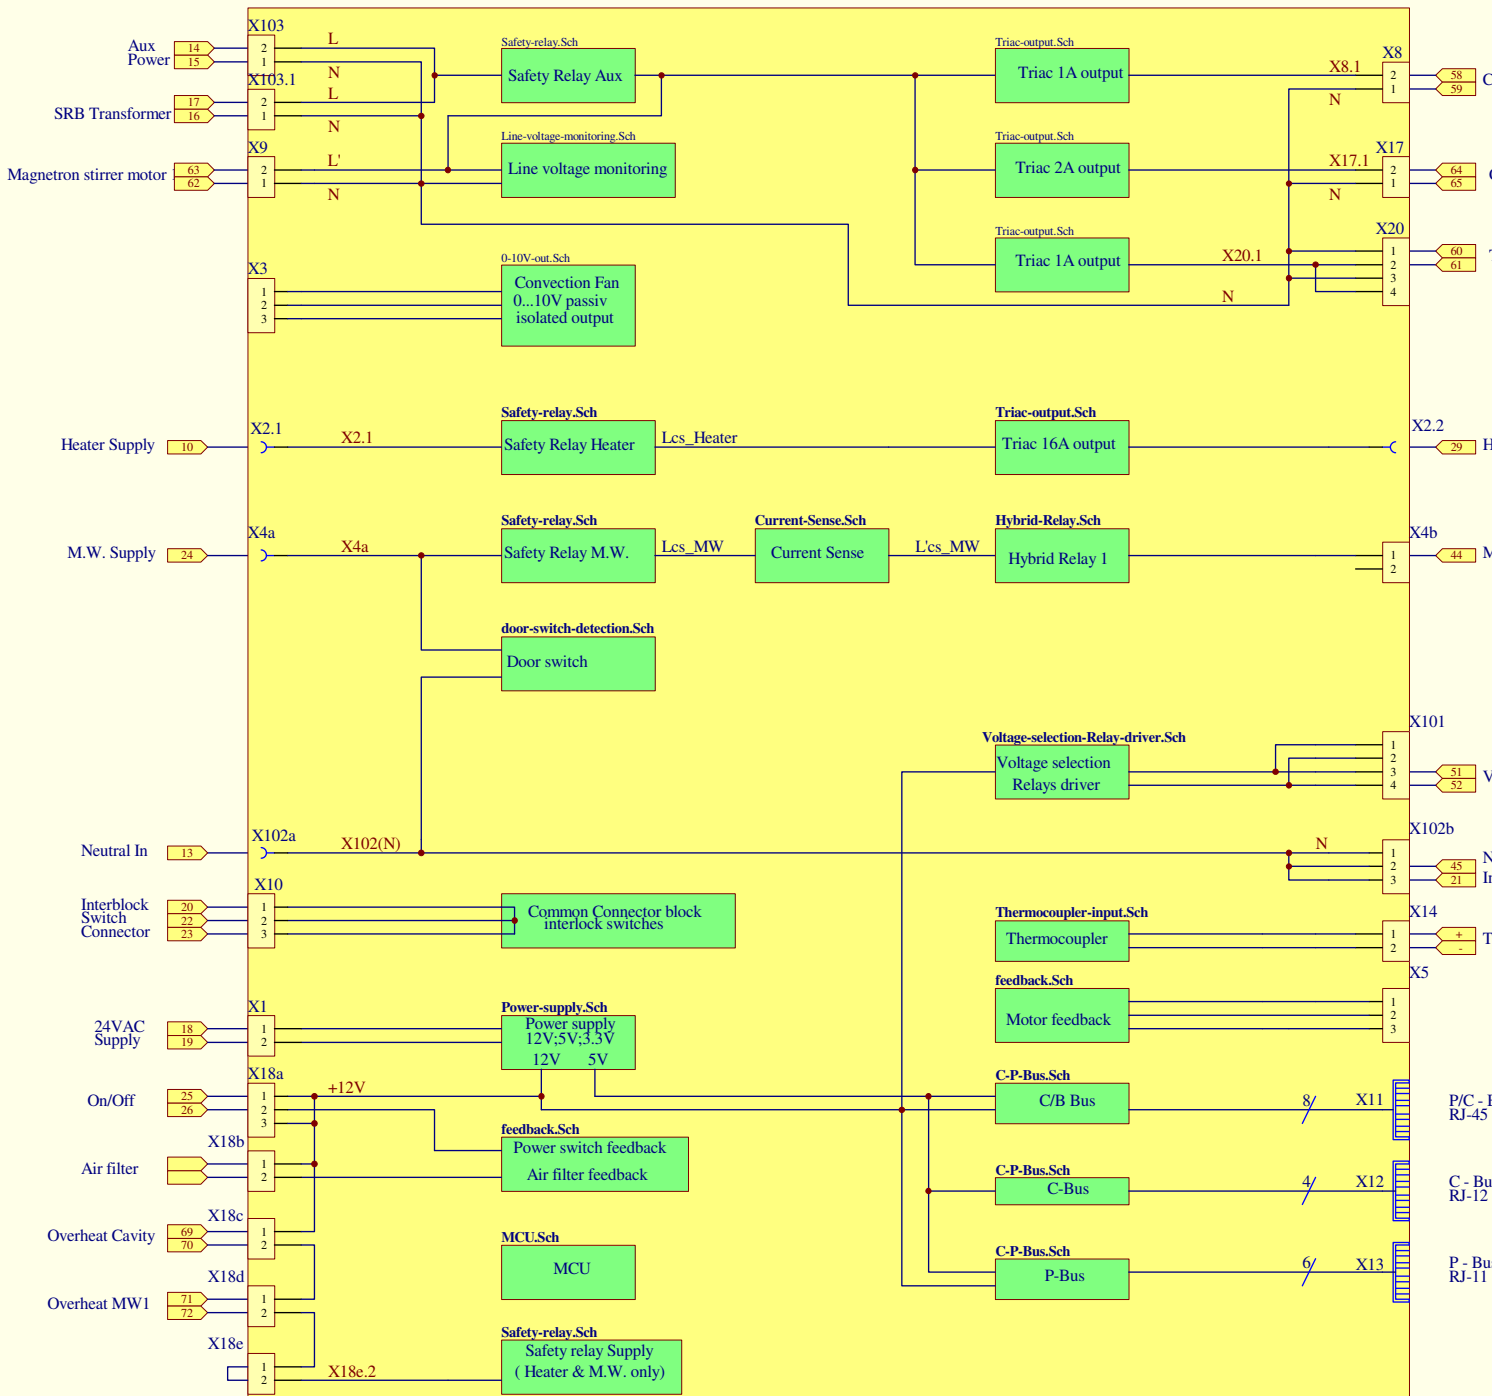 X103
Aux
Power
14
15
2
1
L
N
Safety-relay.Sch
Safety Relay Aux
Triac-output.Sch
Triac 1A output
X8.1
N
X8
2
1
58
59
C
X103.1
SRB Transformer
17
16
2
1
L
N
X9
Magnetron stirrer motor
63
62
2
1
L'
N
Line-voltage-monitoring.Sch
Line voltage monitoring
Triac-output.Sch
Triac 2A output
X17.1
N
X17
2
1
64
65
X3
1
2
3
0-10V-out.Sch
Convection Fan
0...10V passiv
isolated output
Triac-output.Sch
Triac 1A output
X20.1
N
X20
1
2
3
4
60
61
Heater Supply
10
X2.1
X2.1
Safety-relay.Sch
Safety Relay Heater
Lcs_Heater
Triac-output.Sch
Triac 16A output
X2.2
29
H
M.W. Supply
24
X4a
X4a
Safety-relay.Sch
Safety Relay M.W.
Lcs_MW
Current-Sense.Sch
Current Sense
L'cs_MW
Hybrid-Relay.Sch
Hybrid Relay 1
X4b
1
2
44
M
door-switch-detection.Sch
Door switch
Voltage-selection-Relay-driver.Sch
Voltage selection
Relays driver
X101
1
2
3
4
51
52
V
Neutral In
13
X102a
X102(N)
N
X102b
1
2
3
45
21
N
In
Interblock
Switch
Connector
20
22
23
X10
1
2
3
Common Connector block
interlock switches
Thermocoupler-input.Sch
Thermocoupler
X14
1
2
+
-
T
24VAC
Supply
18
19
X1
1
2
Power-supply.Sch
Power supply
12V;5V;3.3V
12V 5V
feedback.Sch
Motor feedback
X5
1
2
3
On/Off
25
26
X18a
1
2
3
+12V
C-P-Bus.Sch
C/B Bus
8
X11
P/C - B
RJ-45
Air filter
X18b
1
2
feedback.Sch
Power switch feedback
Air filter feedback
C-P-Bus.Sch
C-Bus
4
X12
C - Bus
RJ-12
Overheat Cavity
69
70
X18c
1
2
MCU.Sch
MCU
C-P-Bus.Sch
P-Bus
6
X13
P - Bus
RJ-11
Overheat MW1
71
72
X18d
1
2
X18e
1
2
X18e.2
Safety-relay.Sch
Safety relay Supply
( Heater & M.W. only)